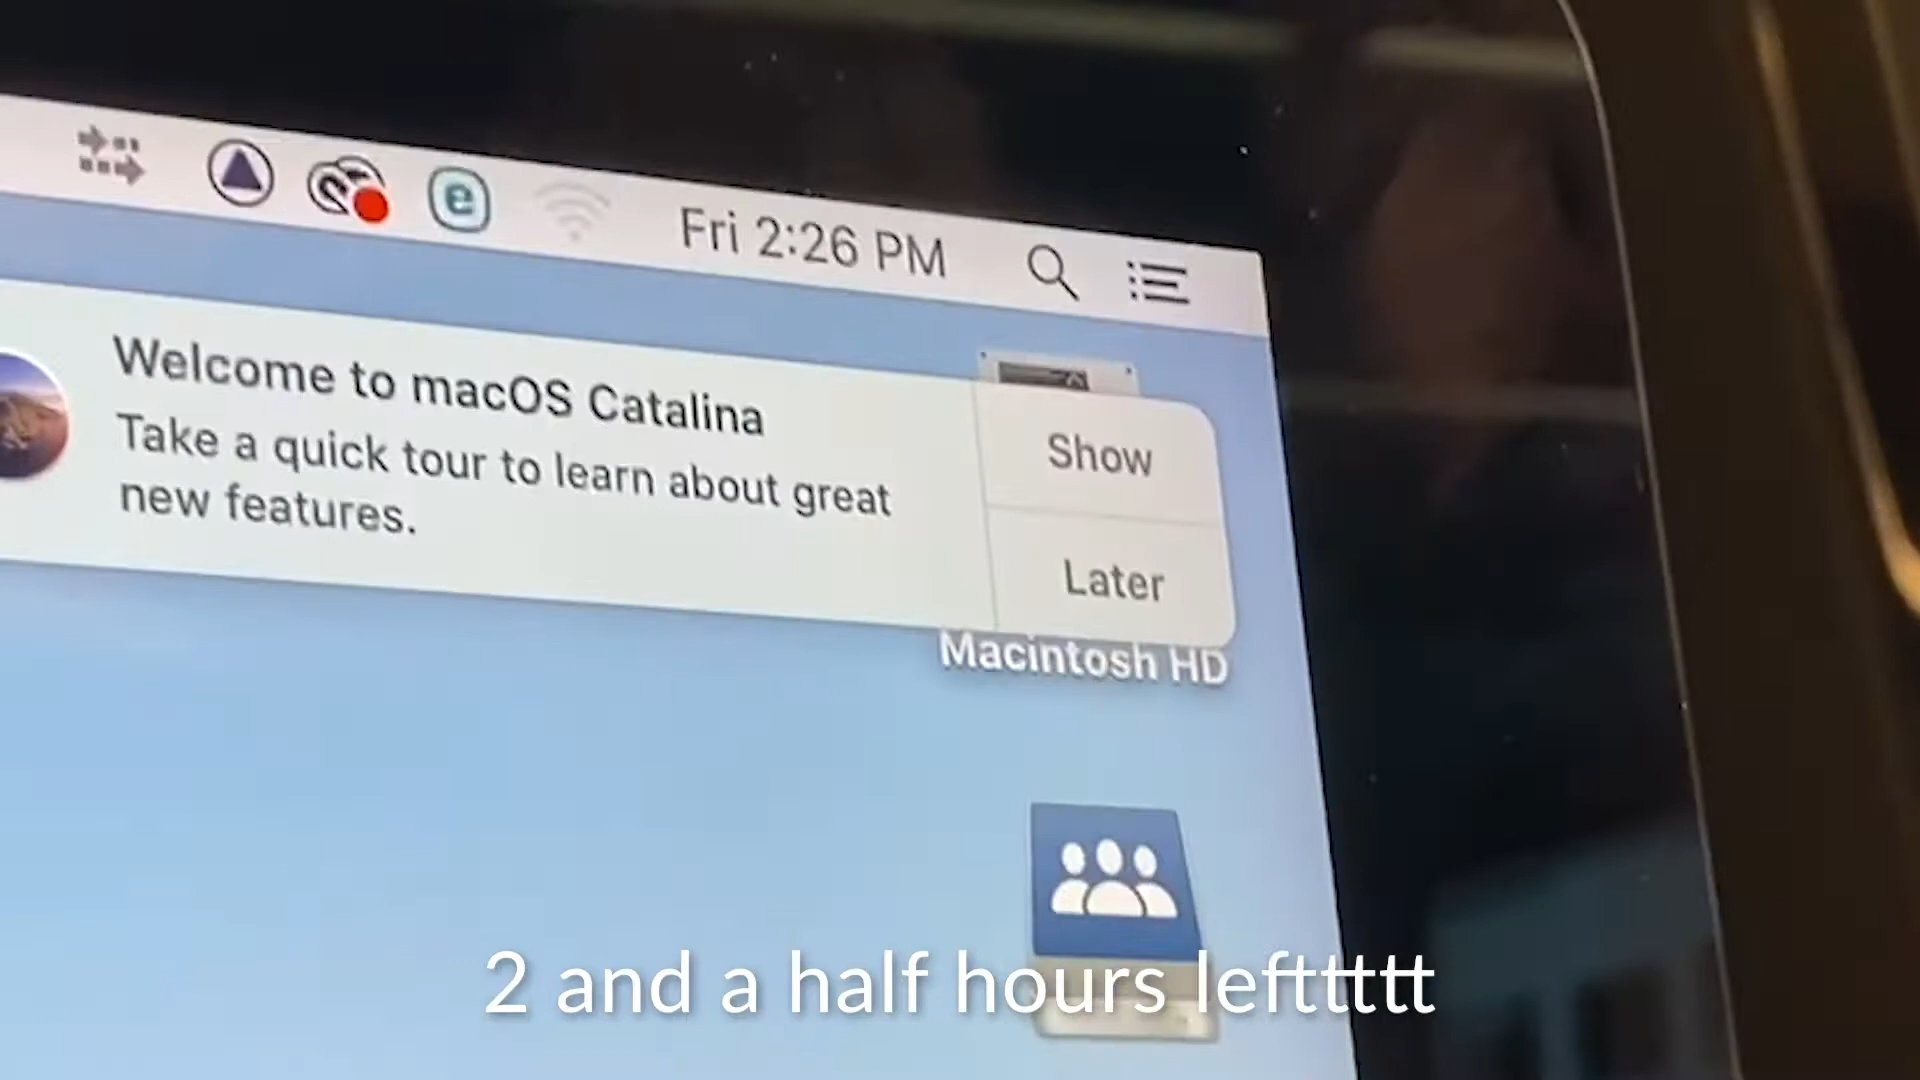 Fri 2:26 PM
Welcome to macOS Catalina
Take a quick tour to learn about great
new features.
Show
Later
Macintosh HD
2 and a half hours lefttttt